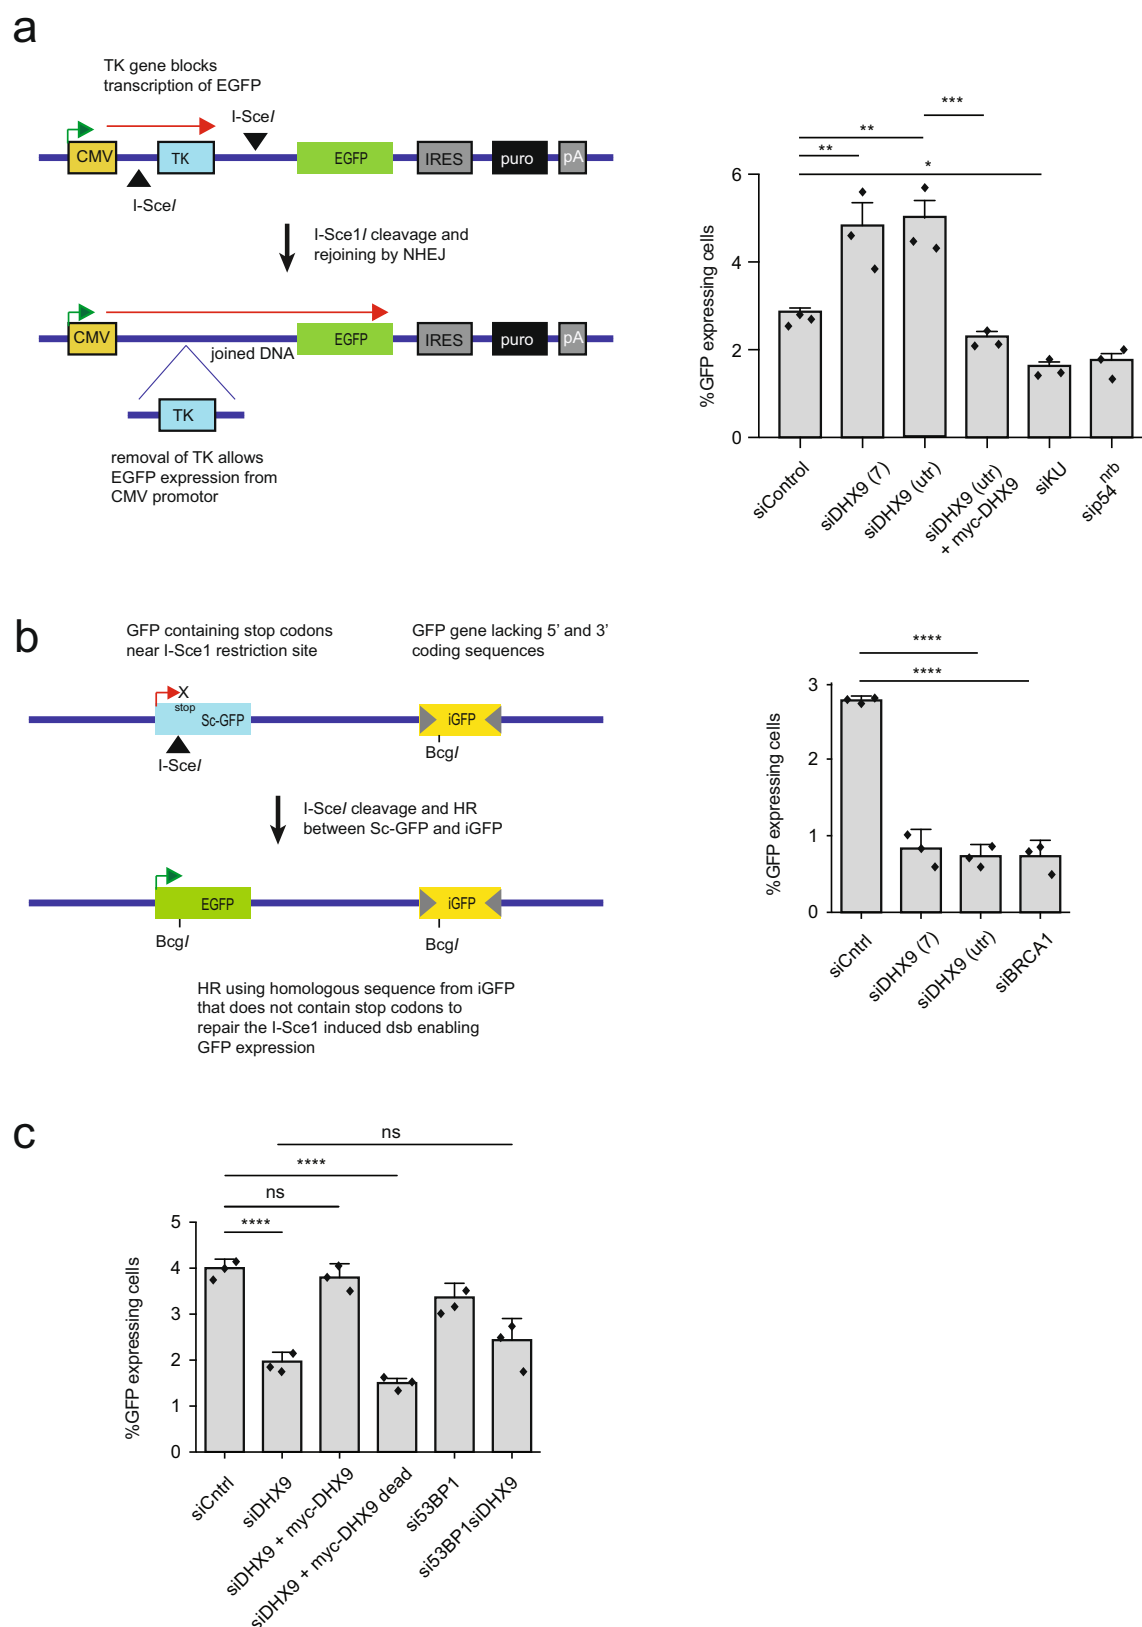 a
TK gene blocks
transcription of EGFP
I-SceI
CMV TK EGFP IRES puro pA
I-SceI
I-Sce1I cleavage and
rejoining by NHEJ
CMV EGFP IRES puro pA
joined DNA
TK
removal of TK allows
EGFP expression from
CMV promotor
***
**
**
*
%GFP expressing cells
6
4
2
0
siControl
siDHX9 (7)
siDHX9 (utr)
siDHX9 (utr)
+ myc-DHX9
siKU
sip54nrb
b
GFP containing stop codons
near I-Sce1 restriction site
GFP gene lacking 5’ and 3’
coding sequences
X
stop
Sc-GFP
iGFP
I-SceI
BcgI
I-SceI cleavage and HR
between Sc-GFP and iGFP
EGFP
iGFP
BcgI
BcgI
HR using homologous sequence from iGFP
that does not contain stop codons to
repair the I-Sce1 induced dsb enabling
GFP expression
****
****
%GFP expressing cells
3
2
1
0
siCntrl
siDHX9 (7)
siDHX9 (utr)
siBRCA1
c
ns
****
ns
****
%GFP expressing cells
5
4
3
2
1
0
siCntrl
siDHX9
siDHX9 + myc-DHX9
siDHX9 + myc-DHX9 dead
si53BP1
si53BP1siDHX9